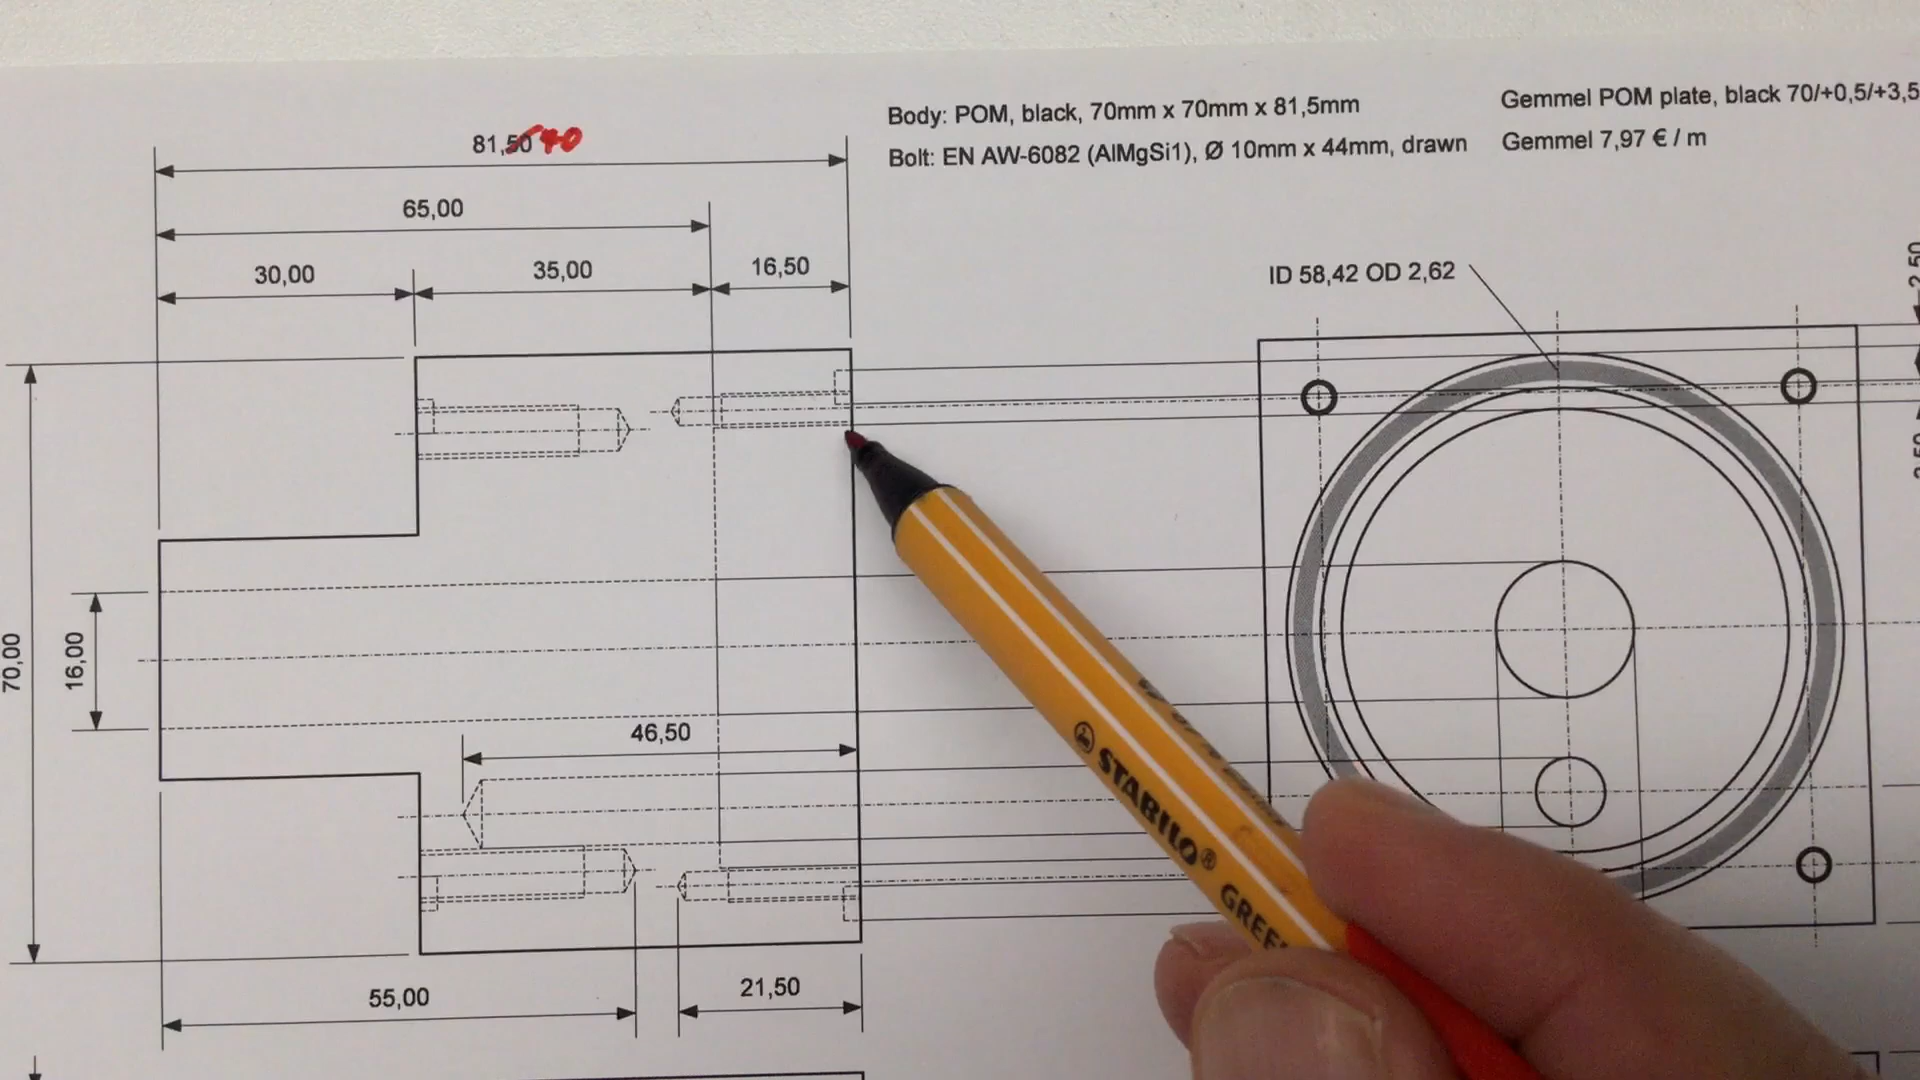 Body: POM, black, 70mm x 70mm x 81,5mm
Gemmel POM plate, black 70/+0,5/+3,5
Bolt: EN AW-6082 (AlMgSi1), Ø 10mm x 44mm, drawn
Gemmel 7,97 € / m
81,50 40
65,00
30,00
35,00
16,50
ID 58,42 OD 2,62
2,50
70,00
16,00
46,50
STABILO®
55,00
21,50